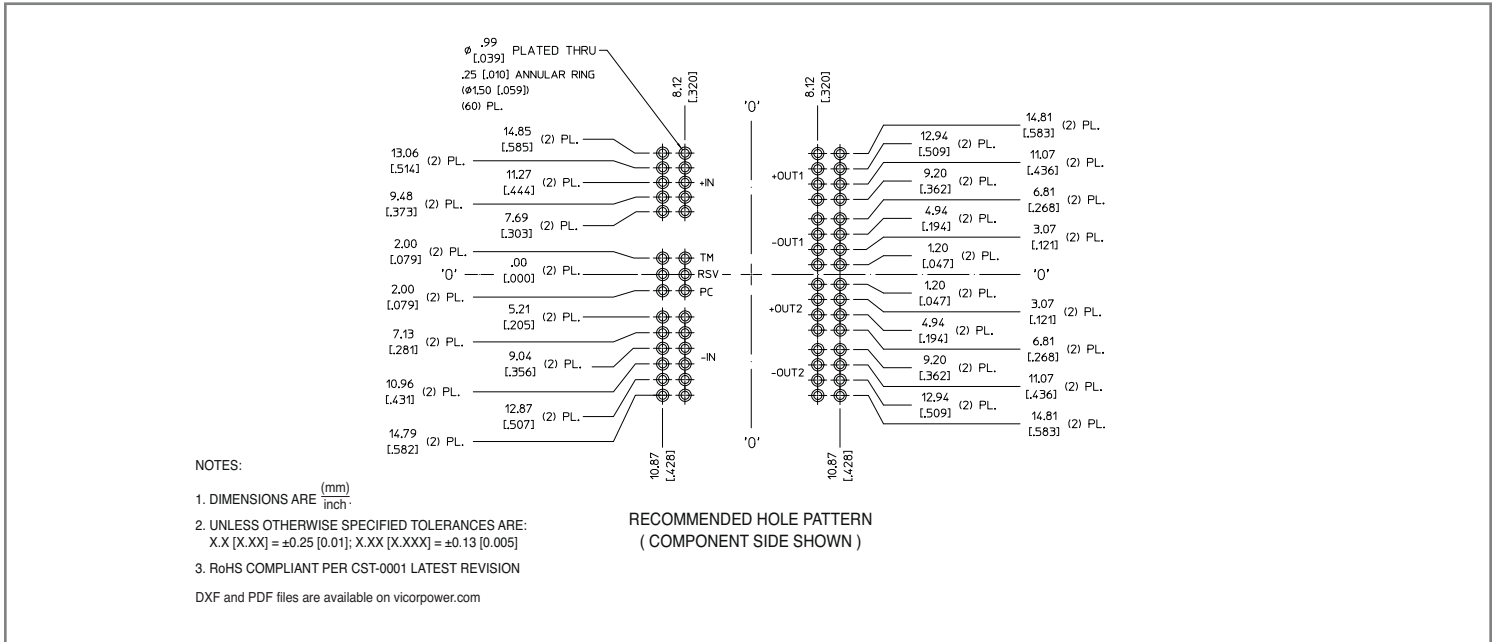 ø .99 PLATED THRU
[.039]
.25 [.010] ANNULAR RING
(ø1.50 [.059])
(60) PL.
8.12
[.320]
'0'
8.12
[.320]
14.85
[.585] (2) PL.
13.06
[.514] (2) PL.
11.27
[.444] (2) PL.
+IN
9.48
[.373] (2) PL.
7.69
[.303] (2) PL.
2.00
[.079] (2) PL.
TM
'0'
.00
[.000] (2) PL.
RSV
2.00
[.079] (2) PL.
PC
5.21
[.205] (2) PL.
7.13
[.281] (2) PL.
9.04
[.356] (2) PL.
-IN
10.96
[.431] (2) PL.
12.87
[.507] (2) PL.
14.79
[.582] (2) PL.
10.87
[.428]
'0'
10.87
[.428]
14.81
[.583] (2) PL.
12.94
[.509] (2) PL.
11.07
[.436] (2) PL.
+OUT1
9.20
[.362] (2) PL.
6.81
[.268] (2) PL.
4.94
[.194] (2) PL.
3.07
[.121] (2) PL.
-OUT1
1.20
[.047] (2) PL.
'0'
1.20
[.047] (2) PL.
3.07
[.121] (2) PL.
+OUT2
4.94
[.194] (2) PL.
6.81
[.268] (2) PL.
9.20
[.362] (2) PL.
11.07
[.436] (2) PL.
-OUT2
12.94
[.509] (2) PL.
14.81
[.583] (2) PL.
NOTES:
1. DIMENSIONS ARE (mm)
inch.
2. UNLESS OTHERWISE SPECIFIED TOLERANCES ARE:
X.X [X.XX] = ±0.25 [0.01]; X.XX [X.XXX] = ±0.13 [0.005]
3. RoHS COMPLIANT PER CST-0001 LATEST REVISION
DXF and PDF files are available on vicorpower.com
RECOMMENDED HOLE PATTERN
( COMPONENT SIDE SHOWN )